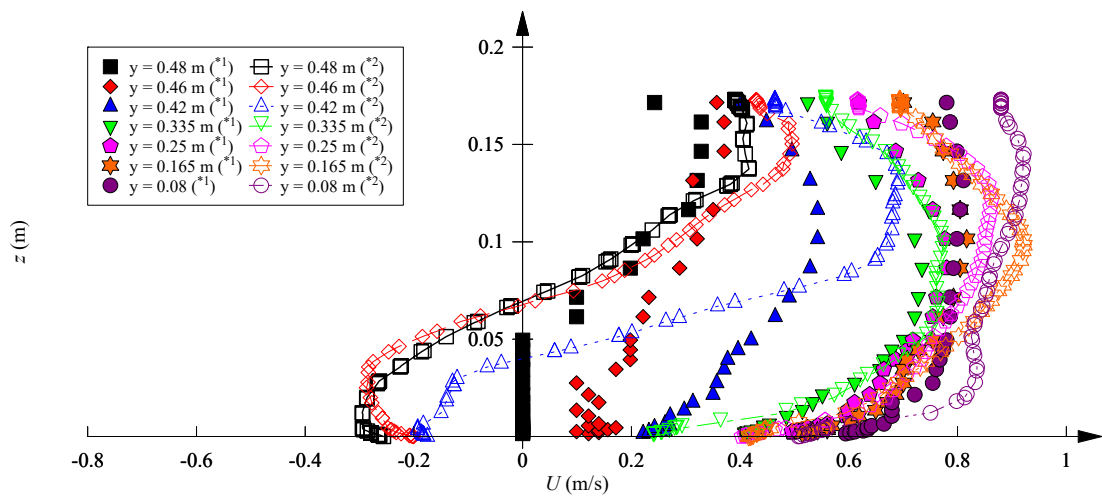 0.2
y = 0.48 m (*1) y = 0.48 m (*2)
y = 0.46 m (*1) y = 0.46 m (*2)
y = 0.42 m (*1) y = 0.42 m (*2)
y = 0.335 m (*1) y = 0.335 m (*2)
0.15
y = 0.25 m (*1) y = 0.25 m (*2)
y = 0.165 m (*1) y = 0.165 m (*2)
y = 0.08 (*1) y = 0.08 m (*2)
z (m)
0.1
0.05
-0.8 -0.6 -0.4 -0.2 0 0.2 0.4 0.6 0.8 1
U (m/s)